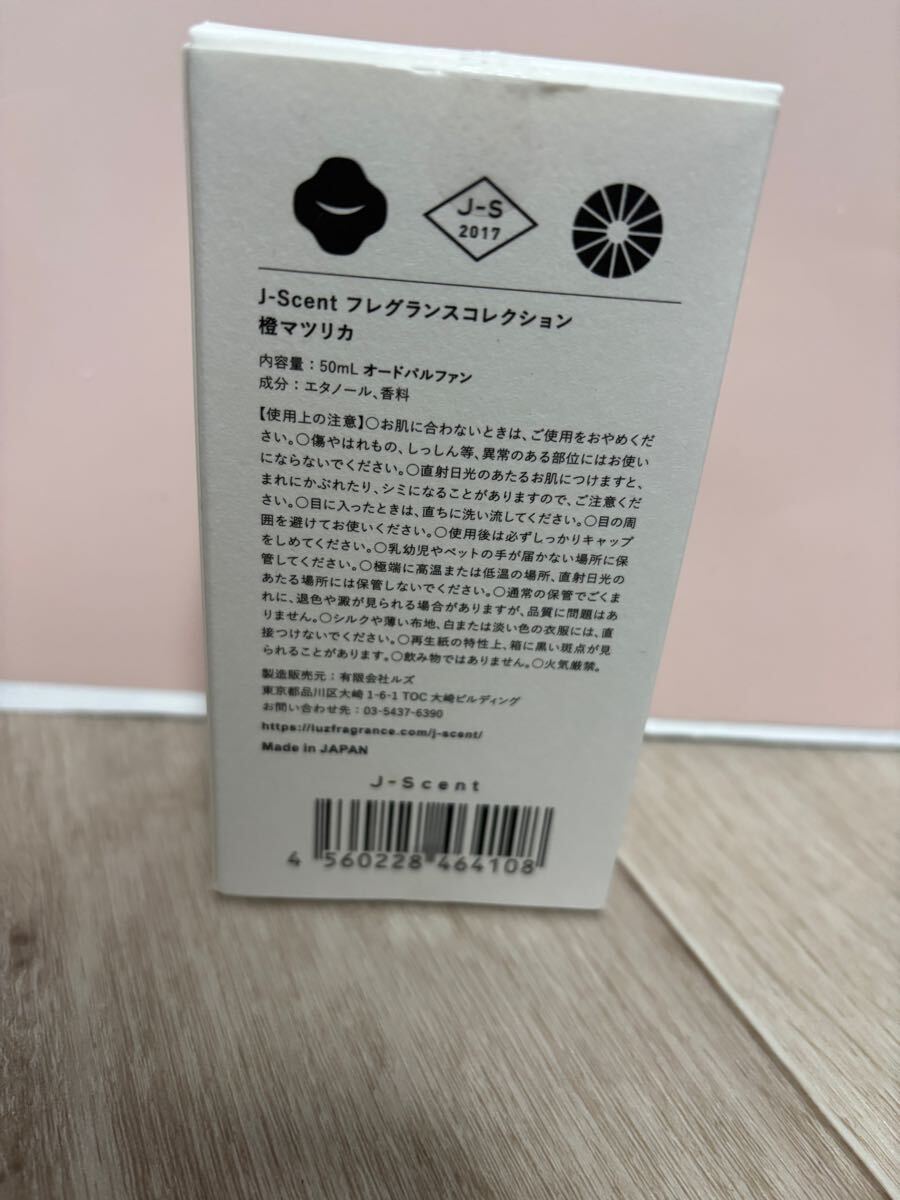 J-S
2017
J-Scent フレグランスコレクション
橙マツリカ
内容量：50mL オードパルファン
成分：エタノール、香料
【使用上の注意】○お肌に合わないときは、ご使用をおやめくだ
さい。○傷やはれもの、しっしん等、異常のある部位にはお使い
にならないでください。○直射日光のあたるお肌につけますと、
まれにかぶれたり、シミになることがありますので、ご注意くだ
さい。○目に入ったときは、直ちに洗い流してください。○目の周
囲を避けてお使いください。○使用後は必ずしっかりキャップ
をしめてください。○乳幼児やペットの手が届かない場所に保
管してください。○極端に高温または低温の場所、直射日光の
あたる場所には保管しないでください。○通常の保管でごくま
れに、退色や澱が見られる場合がありますが、品質に問題はあ
りません。○シルクや薄い布地、白または淡い色の衣服には、直
接つけないでください。○再生紙の特性上、箱に黒い斑点が見
られることがあります。○飲み物ではありません。○火気厳禁。
製造販売元：有限会社ルズ
東京都品川区大崎 1-6-1 TOC 大崎ビルディング
お問い合わせ先：03-5437-6390
https://luzfragrance.com/j-scent/
Made in JAPAN
J-Scent
4 560228 464108